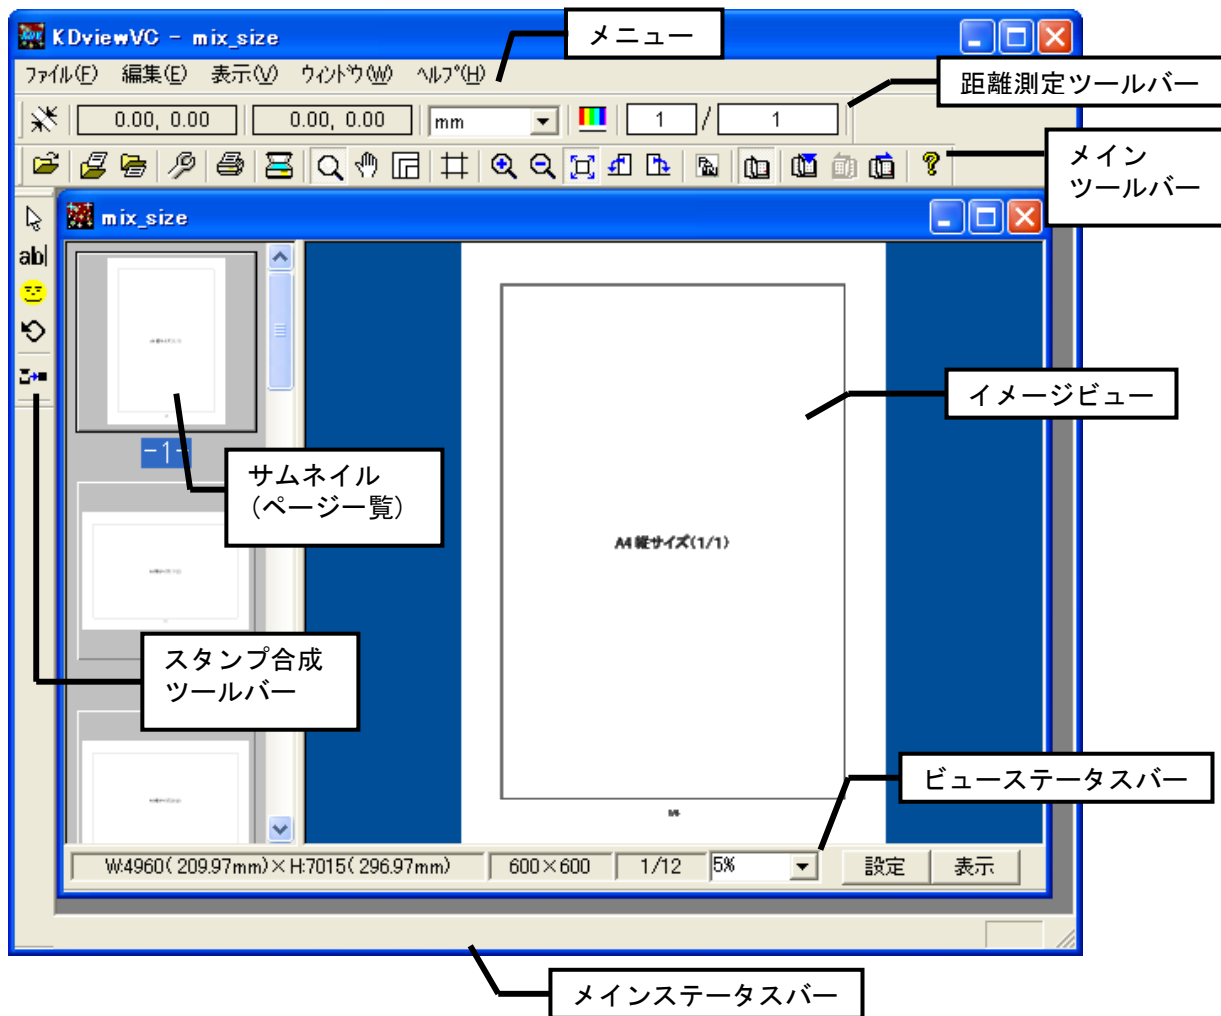 KDviewVC - mix_size
メニュー
ファイル(F) 編集(E) 表示(V) ウィンドウ(W) ヘルプ(H)
距離測定ツールバー
0.00, 0.00 0.00, 0.00 mm 1 / 1
メイン
ツールバー
mix_size
ab
イメージビュー
-1-
サムネイル
(ページ一覧)
A4 縦サイズ(1/1)
スタンプ合成
ツールバー
ビューステータスバー
W:4960( 209.97mm)×H:7015( 296.97mm) 600×600 1/12 5% 設定 表示
メインステータスバー